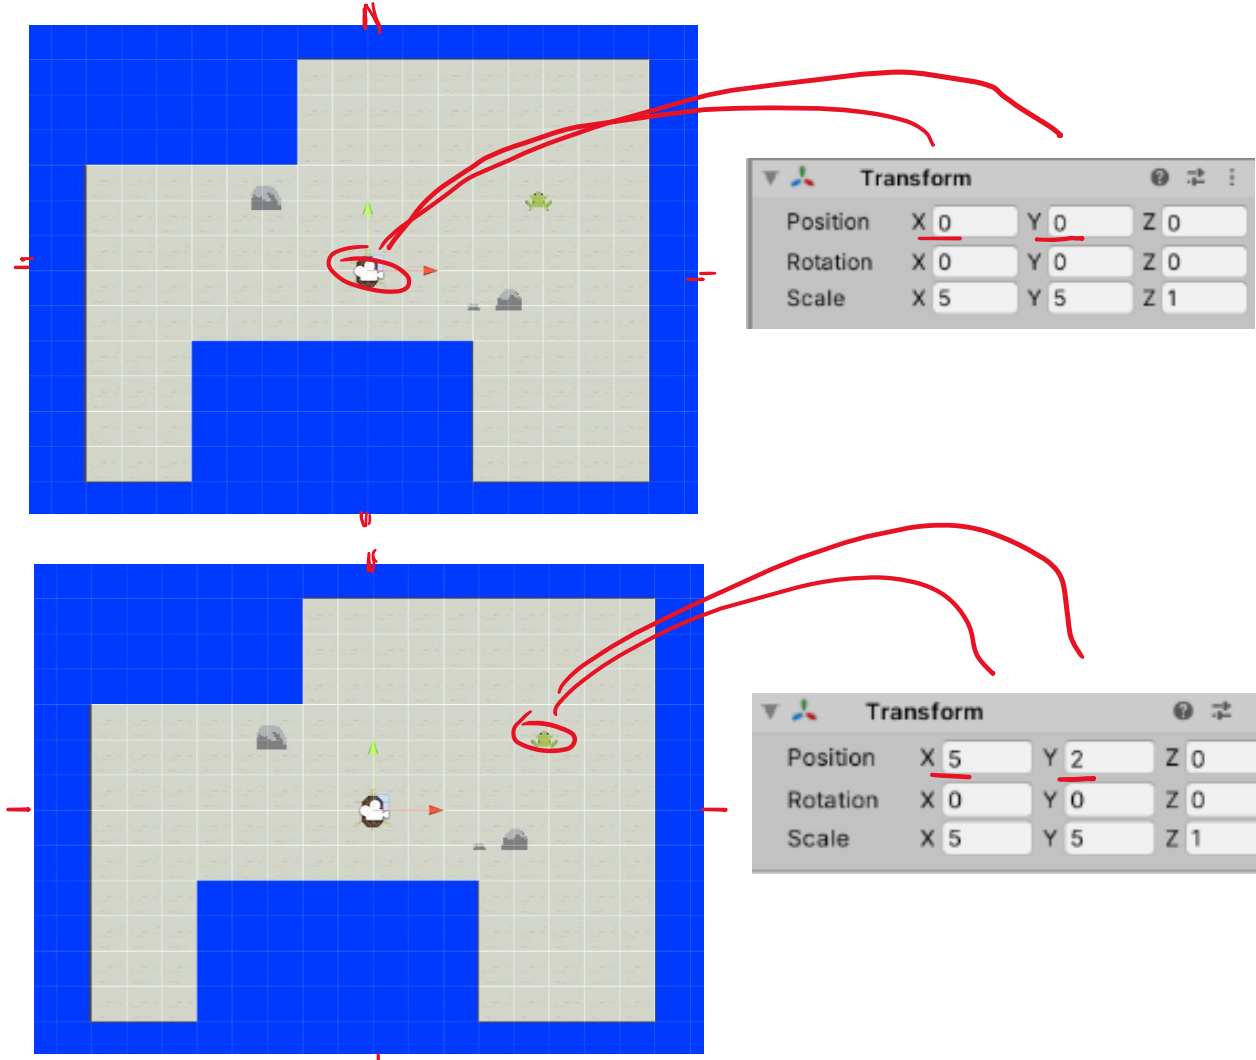 N
Transform
Position X 0 Y 0 Z 0
Rotation X 0 Y 0 Z 0
Scale X 5 Y 5 Z 1
Transform
Position X 5 Y 2 Z 0
Rotation X 0 Y 0 Z 0
Scale X 5 Y 5 Z 1